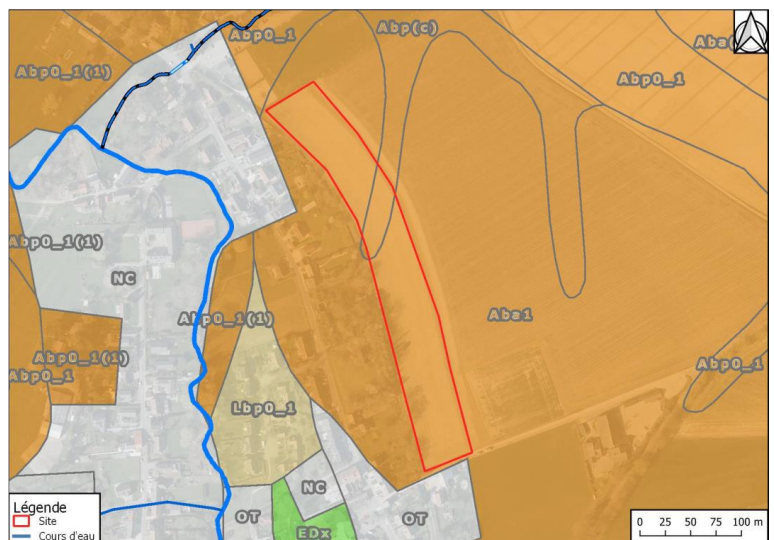 Abp0_1
Abp(c)
Aba(
Abp0_1(1)
Abp0_1
Abp0_1(1)
NC
Abp0_1(1)
Aba1
Abp0_1(1)
Abp0_1
Abp0_1
Lbp0_1
NC
OT
OT
EDx
Légende
Site
Cours d'eau
0 25 50 75 100 m